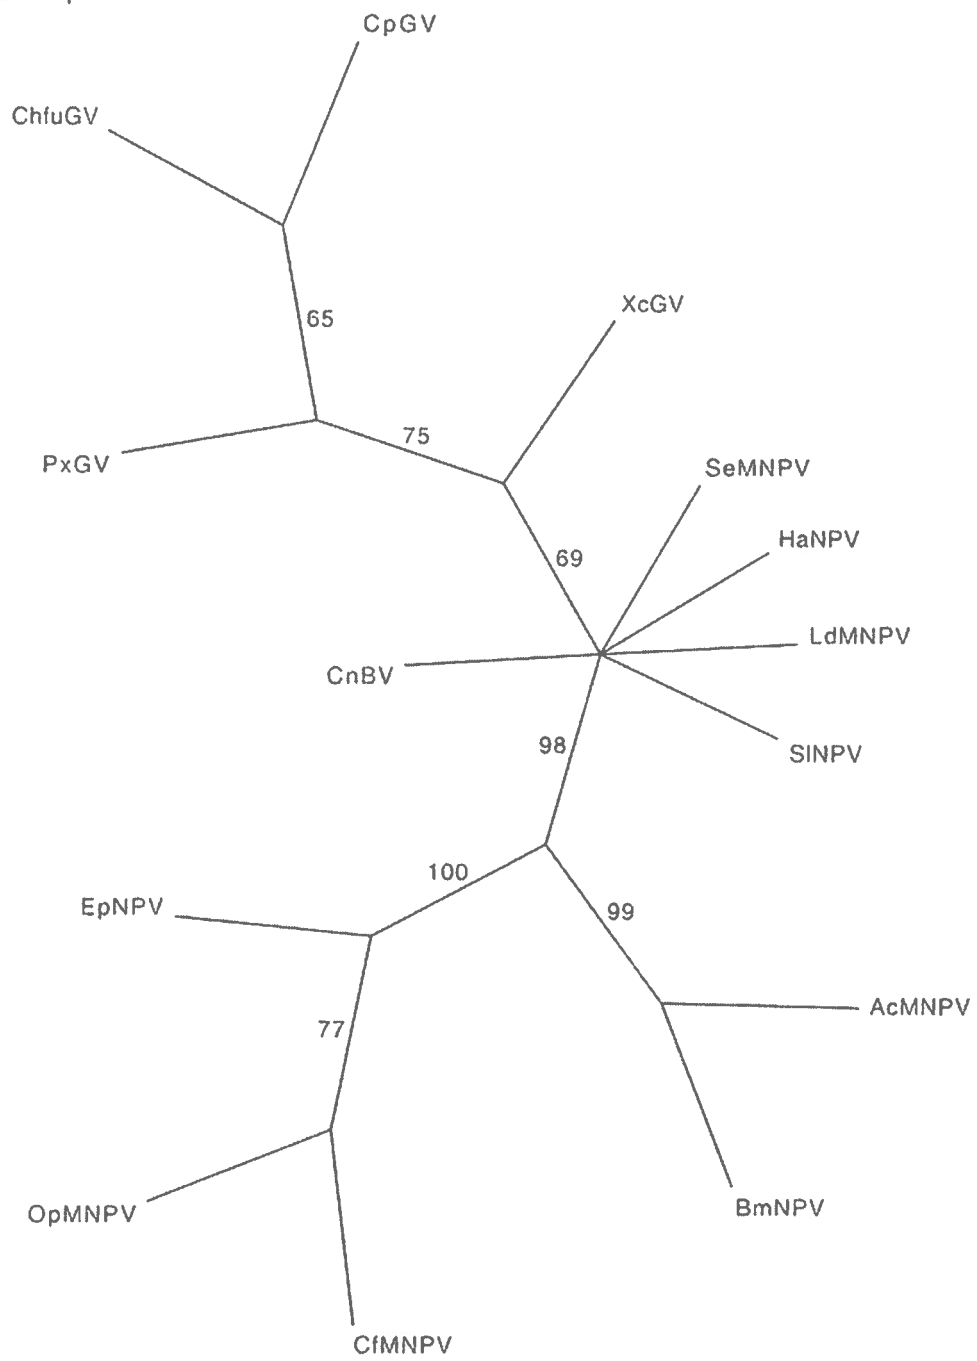 CpGV
ChfuGV
65
XcGV
75
PxGV
SeMNPV
HaNPV
69
LdMNPV
CnBV
98
SlNPV
100
EpNPV
99
AcMNPV
77
BmNPV
OpMNPV
CfMNPV